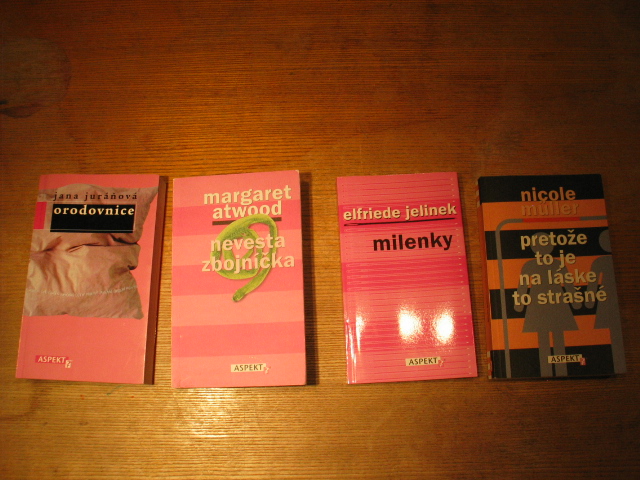 jana juráňová
orodovnice
ASPEKT
margaret
atwood
nevesta
zbojníčka
ASPEKT
elfriede jelinek
milenky
ASPEKT
nicole
müller
pretože
to je
na láske
to strašné
ASPEKT